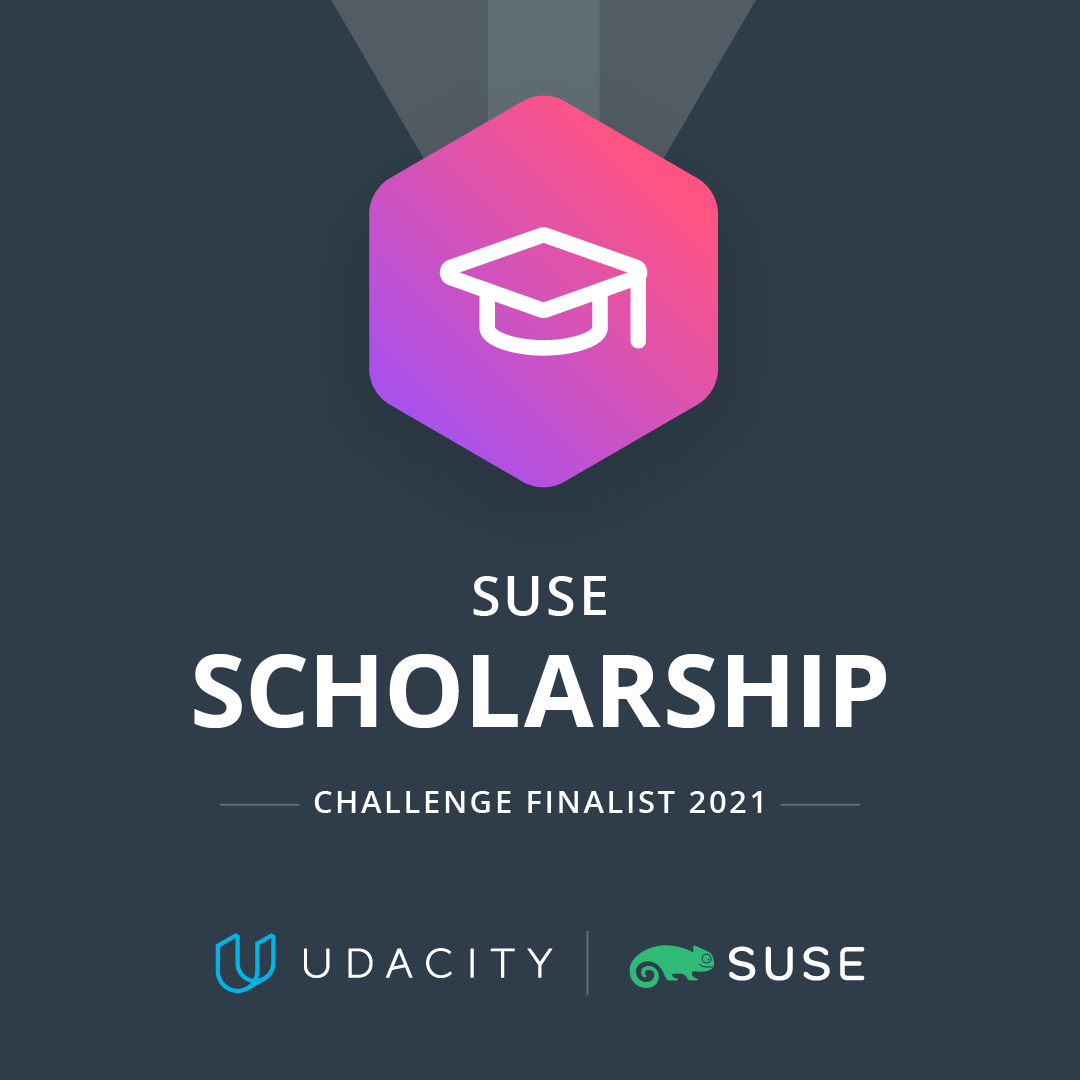 SUSE
SCHOLARSHIP
CHALLENGE FINALIST 2021
UDACITY
SUSE